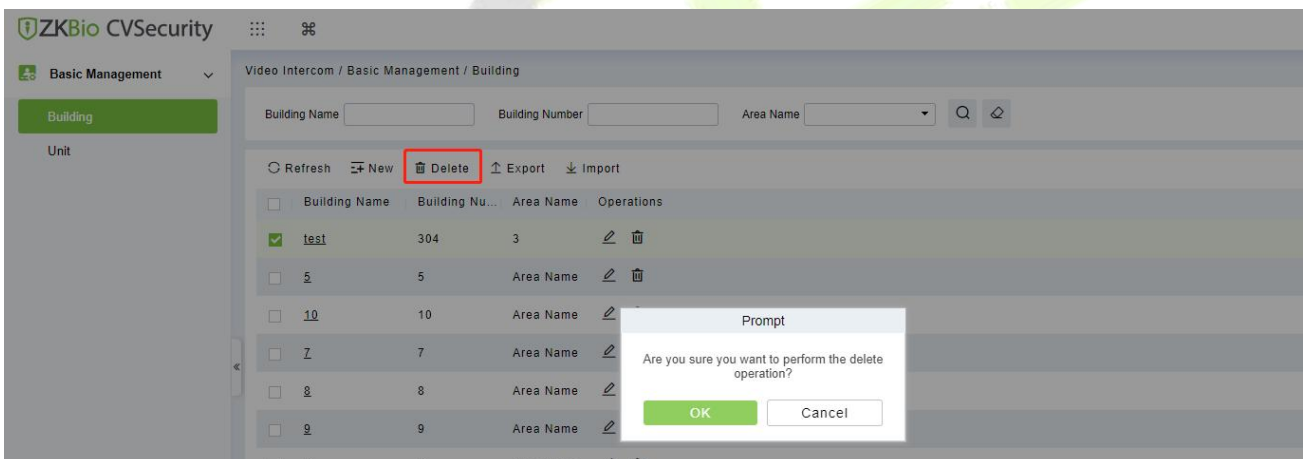 ZKBio CVSecurity
Basic Management
Building
Unit
Video Intercom / Basic Management / Building
Building Name Building Number Area Name
Refresh New Delete Export Import
Building Name Building Nu... Area Name Operations
test 304 3
5 5 Area Name
10 10 Area Name
7 7 Area Name
8 8 Area Name
9 9 Area Name
Prompt
Are you sure you want to perform the delete
operation?
OK Cancel